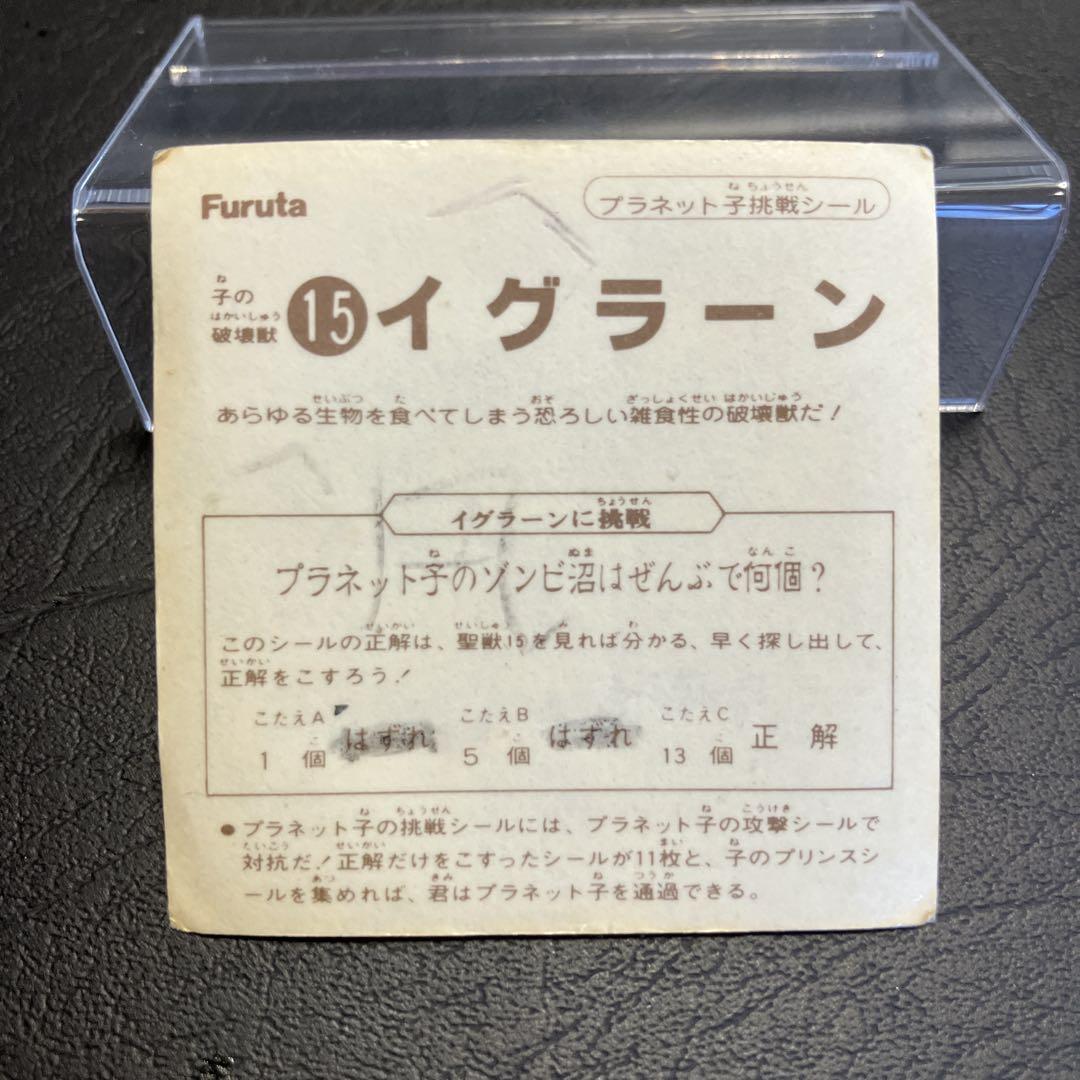 Furuta
プラネット子挑戦シール
子の破壊獣 15 イグラーン
あらゆる生物を食べてしまう恐ろしい雑食性の破壊獣だ!
イグラーンに挑戦
プラネット子のゾンビ沼はぜんぶで何個?
このシールの正解は、聖獣15を見れば分かる、早く探し出して、
正解をこすろう!
こたえA 1個 はずれ こたえB 5個 はずれ こたえC 13個 正解
●プラネット子の挑戦シールには、プラネット子の攻撃シールで
対抗だ!正解だけをこすったシールが11枚と、子のプリンスシ
ールを集めれば、君はプラネット子を通過できる。